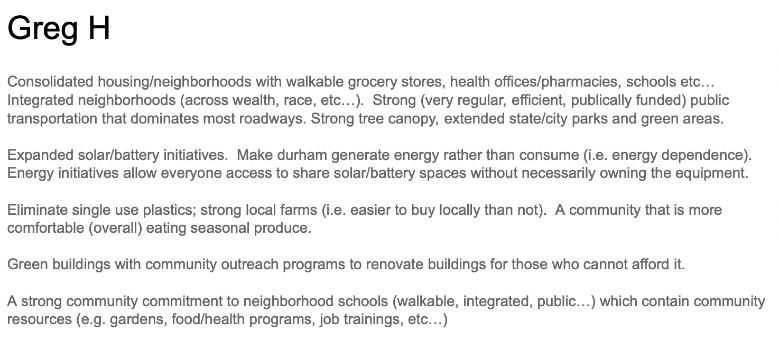 Greg H
Consolidated housing/neighborhoods with walkable grocery stores, health offices/pharmacies, schools etc…
Integrated neighborhoods (across wealth, race, etc…).  Strong (very regular, efficient, publically funded) public
transportation that dominates most roadways. Strong tree canopy, extended state/city parks and green areas.
Expanded solar/battery initiatives.  Make durham generate energy rather than consume (i.e. energy dependence).
Energy initiatives allow everyone access to share solar/battery spaces without necessarily owning the equipment.
Eliminate single use plastics; strong local farms (i.e. easier to buy locally than not).  A community that is more
comfortable (overall) eating seasonal produce.
Green buildings with community outreach programs to renovate buildings for those who cannot afford it.
A strong community commitment to neighborhood schools (walkable, integrated, public…) which contain community
resources (e.g. gardens, food/health programs, job trainings, etc…)